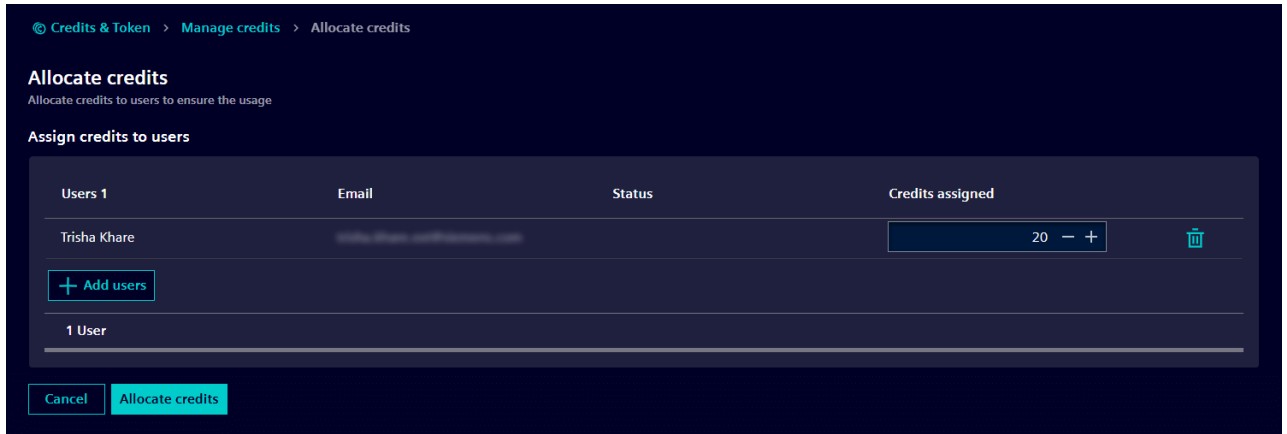 Credits & Token > Manage credits > Allocate credits
Allocate credits
Allocate credits to users to ensure the usage
Assign credits to users
Users 1 Email Status Credits assigned
Trisha Khare 20 − +
+ Add users
1 User
Cancel Allocate credits